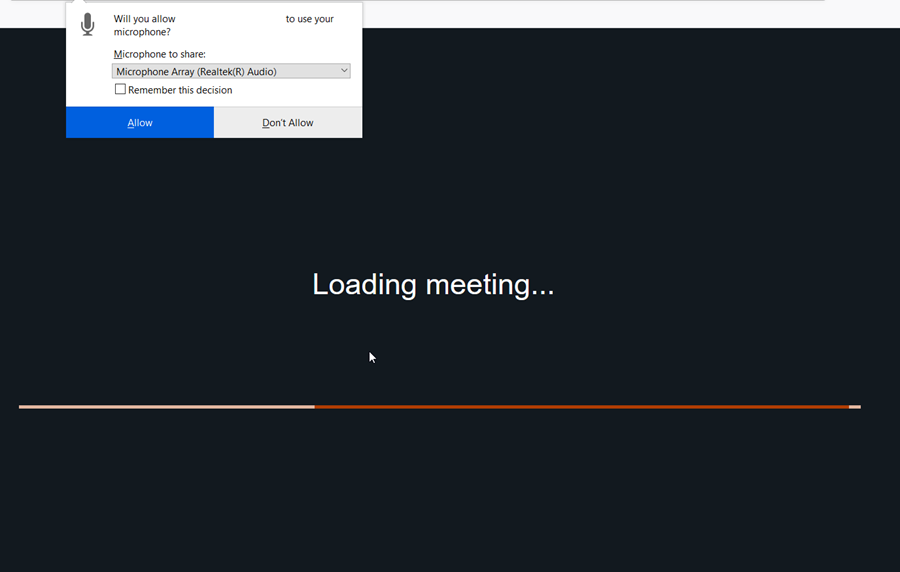 Will you allow to use your
microphone?
Microphone to share:
Microphone Array (Realtek(R) Audio)
Remember this decision
Allow
Don't Allow
Loading meeting...